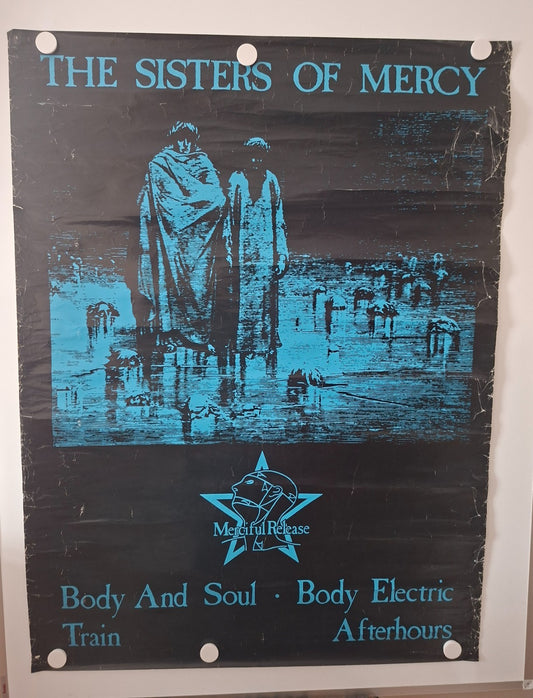 THE SISTERS OF MERCY
Merciful Release
Body And Soul · Body Electric
Train Afterhours